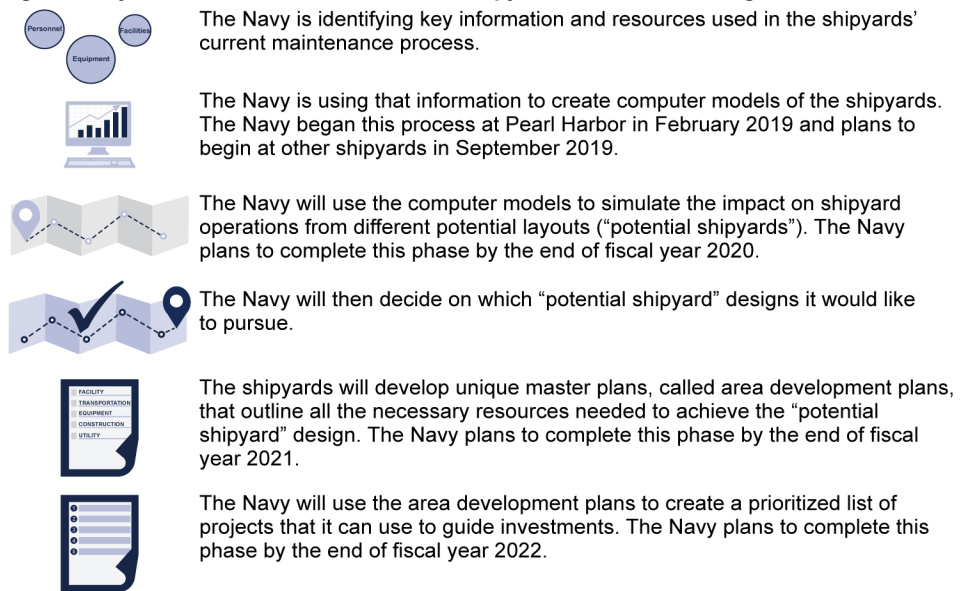 Personnel
Facilities
Equipment
The Navy is identifying key information and resources used in the shipyards’
current maintenance process.
The Navy is using that information to create computer models of the shipyards.
The Navy began this process at Pearl Harbor in February 2019 and plans to
begin at other shipyards in September 2019.
The Navy will use the computer models to simulate the impact on shipyard
operations from different potential layouts (“potential shipyards”). The Navy
plans to complete this phase by the end of fiscal year 2020.
The Navy will then decide on which “potential shipyard” designs it would like
to pursue.
FACILITY
TRANSPORTATION
EQUIPMENT
CONSTRUCTION
UTILITY
The shipyards will develop unique master plans, called area development plans,
that outline all the necessary resources needed to achieve the “potential
shipyard” design. The Navy plans to complete this phase by the end of fiscal
year 2021.
1
2
3
4
5
The Navy will use the area development plans to create a prioritized list of
projects that it can use to guide investments. The Navy plans to complete this
phase by the end of fiscal year 2022.